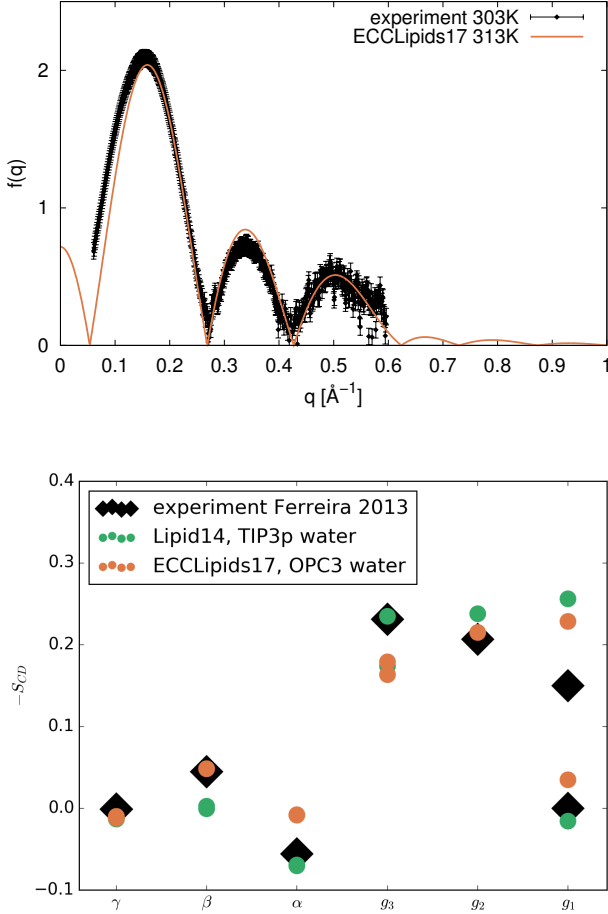 experiment 303K
ECCLipids17 313K
2
1
0
f(q)
0 0.1 0.2 0.3 0.4 0.5 0.6 0.7 0.8 0.9 1
q [Å⁻¹]
0.4
experiment Ferreira 2013
Lipid14, TIP3p water
ECCLipids17, OPC3 water
0.3
0.2
0.1
0.0
−0.1
−S_CD
γ β α g₃ g₂ g₁